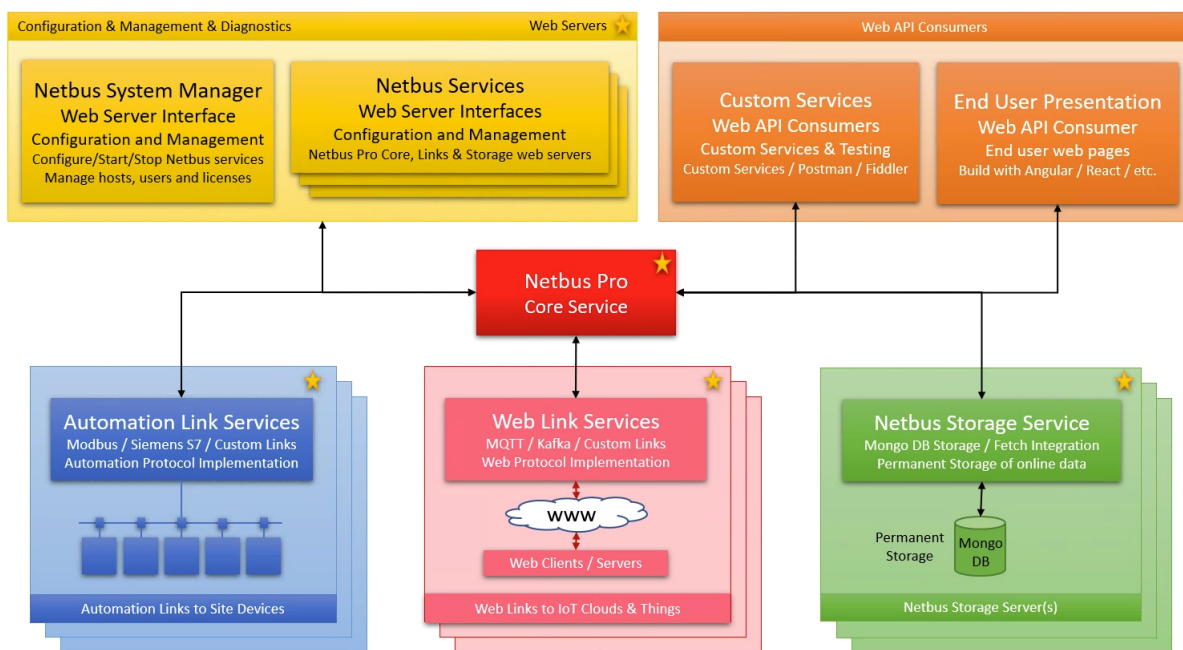 Configuration & Management & Diagnostics
Web Servers
Netbus System Manager
Web Server Interface
Configuration and Management
Configure/Start/Stop Netbus services
Manage hosts, users and licenses
Netbus Services
Web Server Interfaces
Configuration and Management
Netbus Pro Core, Links & Storage web servers
Web API Consumers
Custom Services
Web API Consumers
Custom Services & Testing
Custom Services / Postman / Fiddler
End User Presentation
Web API Consumer
End user web pages
Build with Angular / React / etc.
Netbus Pro
Core Service
Automation Link Services
Modbus / Siemens S7 / Custom Links
Automation Protocol Implementation
Automation Links to Site Devices
Web Link Services
MQTT / Kafka / Custom Links
Web Protocol Implementation
WWW
Web Clients / Servers
Web Links to IoT Clouds & Things
Netbus Storage Service
Mongo DB Storage / Fetch Integration
Permanent Storage of online data
Permanent
Storage
Mongo
DB
Netbus Storage Server(s)